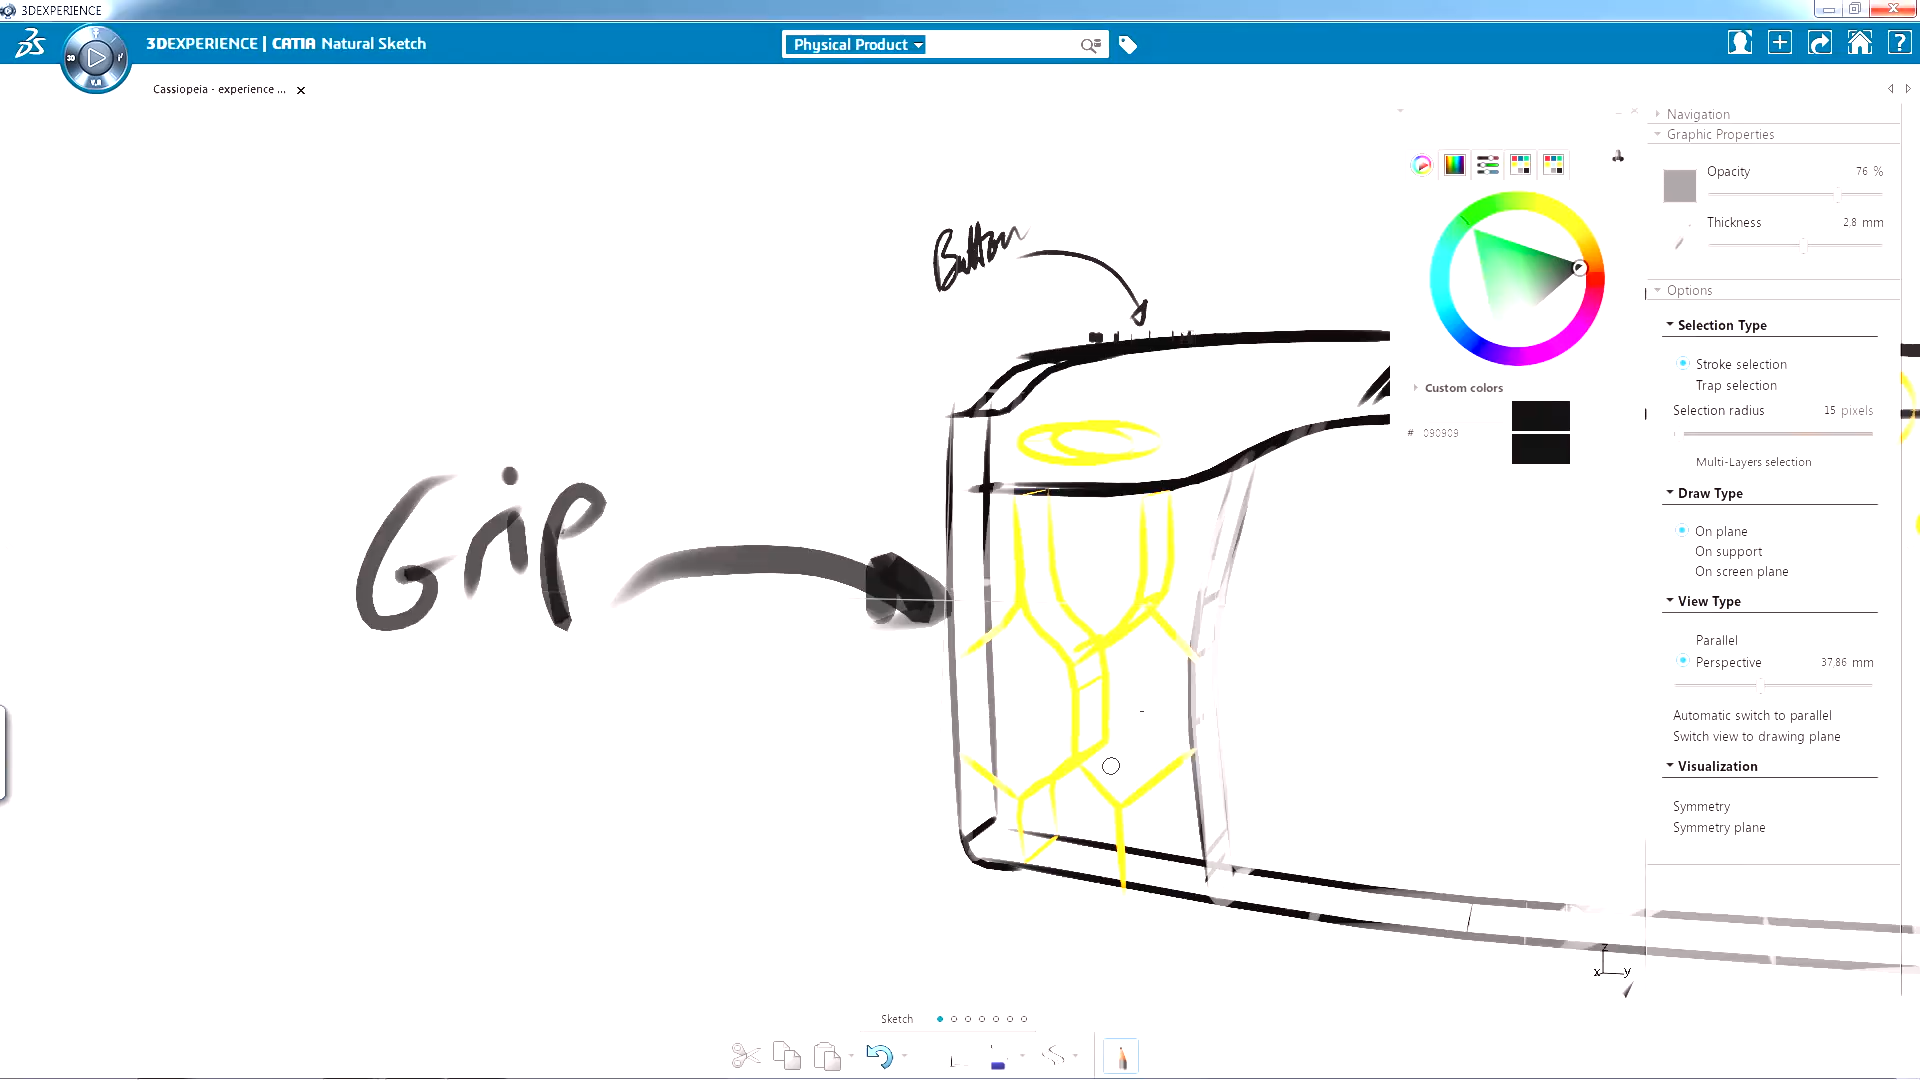 3DEXPERIENCE
3DEXPERIENCE | CATIA Natural Sketch
Physical Product
3D
V.R
Cassiopeia - experience ...
Navigation
Graphic Properties
Opacity 76 %
Thickness 2.8 mm
Button
Options
Selection Type
Stroke selection
Trap selection
Custom colors
Selection radius 15 pixels
# 090909
Multi-Layers selection
Grip
Draw Type
On plane
On support
On screen plane
View Type
Parallel
Perspective 37.86 mm
Automatic switch to parallel
Switch view to drawing plane
Visualization
Symmetry
Symmetry plane
z
x y
Sketch